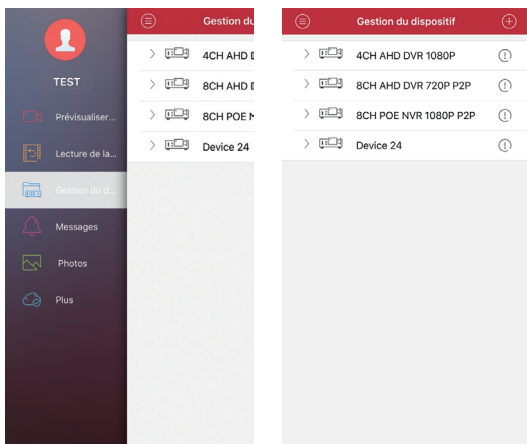 TEST
Prévisualiser...
Lecture de la...
Gestion du d...
Messages
Photos
Plus
Gestion du
4CH AHD D
8CH AHD D
8CH POE N
Device 24
Gestion du dispositif
4CH AHD DVR 1080P
8CH AHD DVR 720P P2P
8CH POE NVR 1080P P2P
Device 24